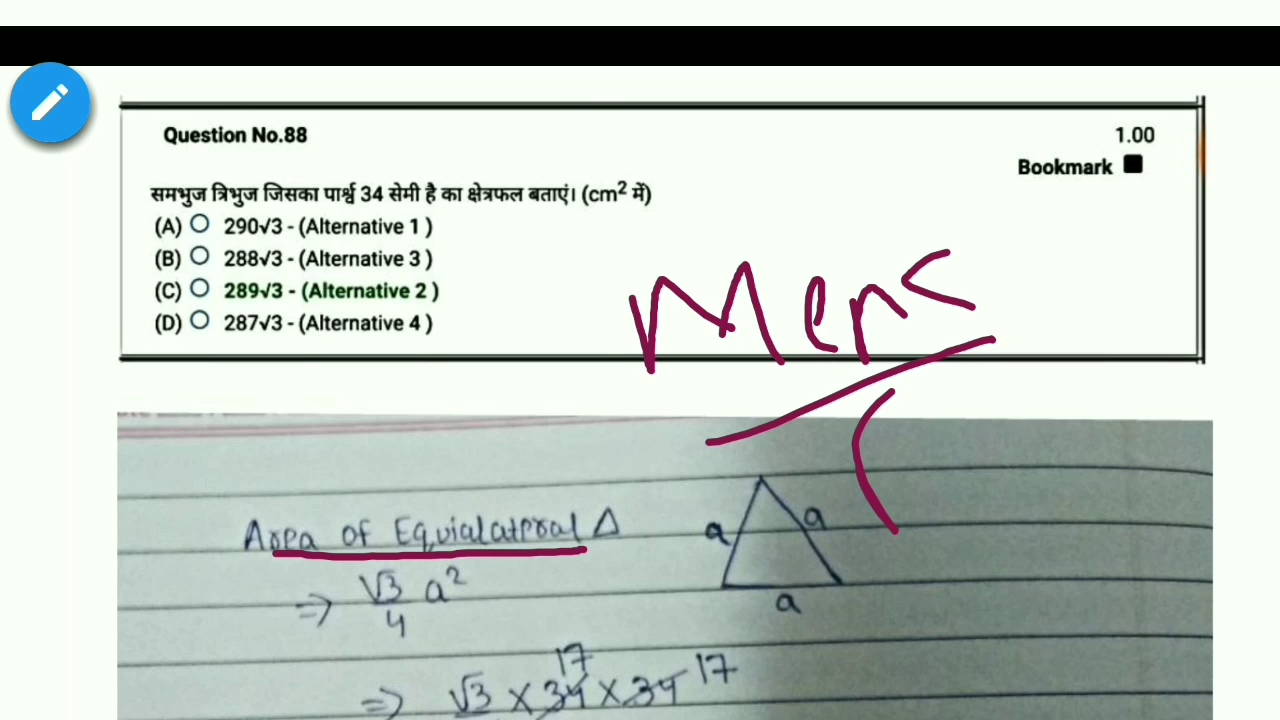 Question No.88 1.00
Bookmark
समभुज त्रिभुज जिसका पार्श्व 34 सेमी है का क्षेत्रफल बताएं। (cm² में)
(A) 290√3 - (Alternative 1 )
(B) 288√3 - (Alternative 3 )
(C) 289√3 - (Alternative 2 )
(D) 287√3 - (Alternative 4 )
Mens
Area of Equialateral Δ
a a
⇒ √3/4 a²
a
17
⇒ √3 × 34 × 34 17